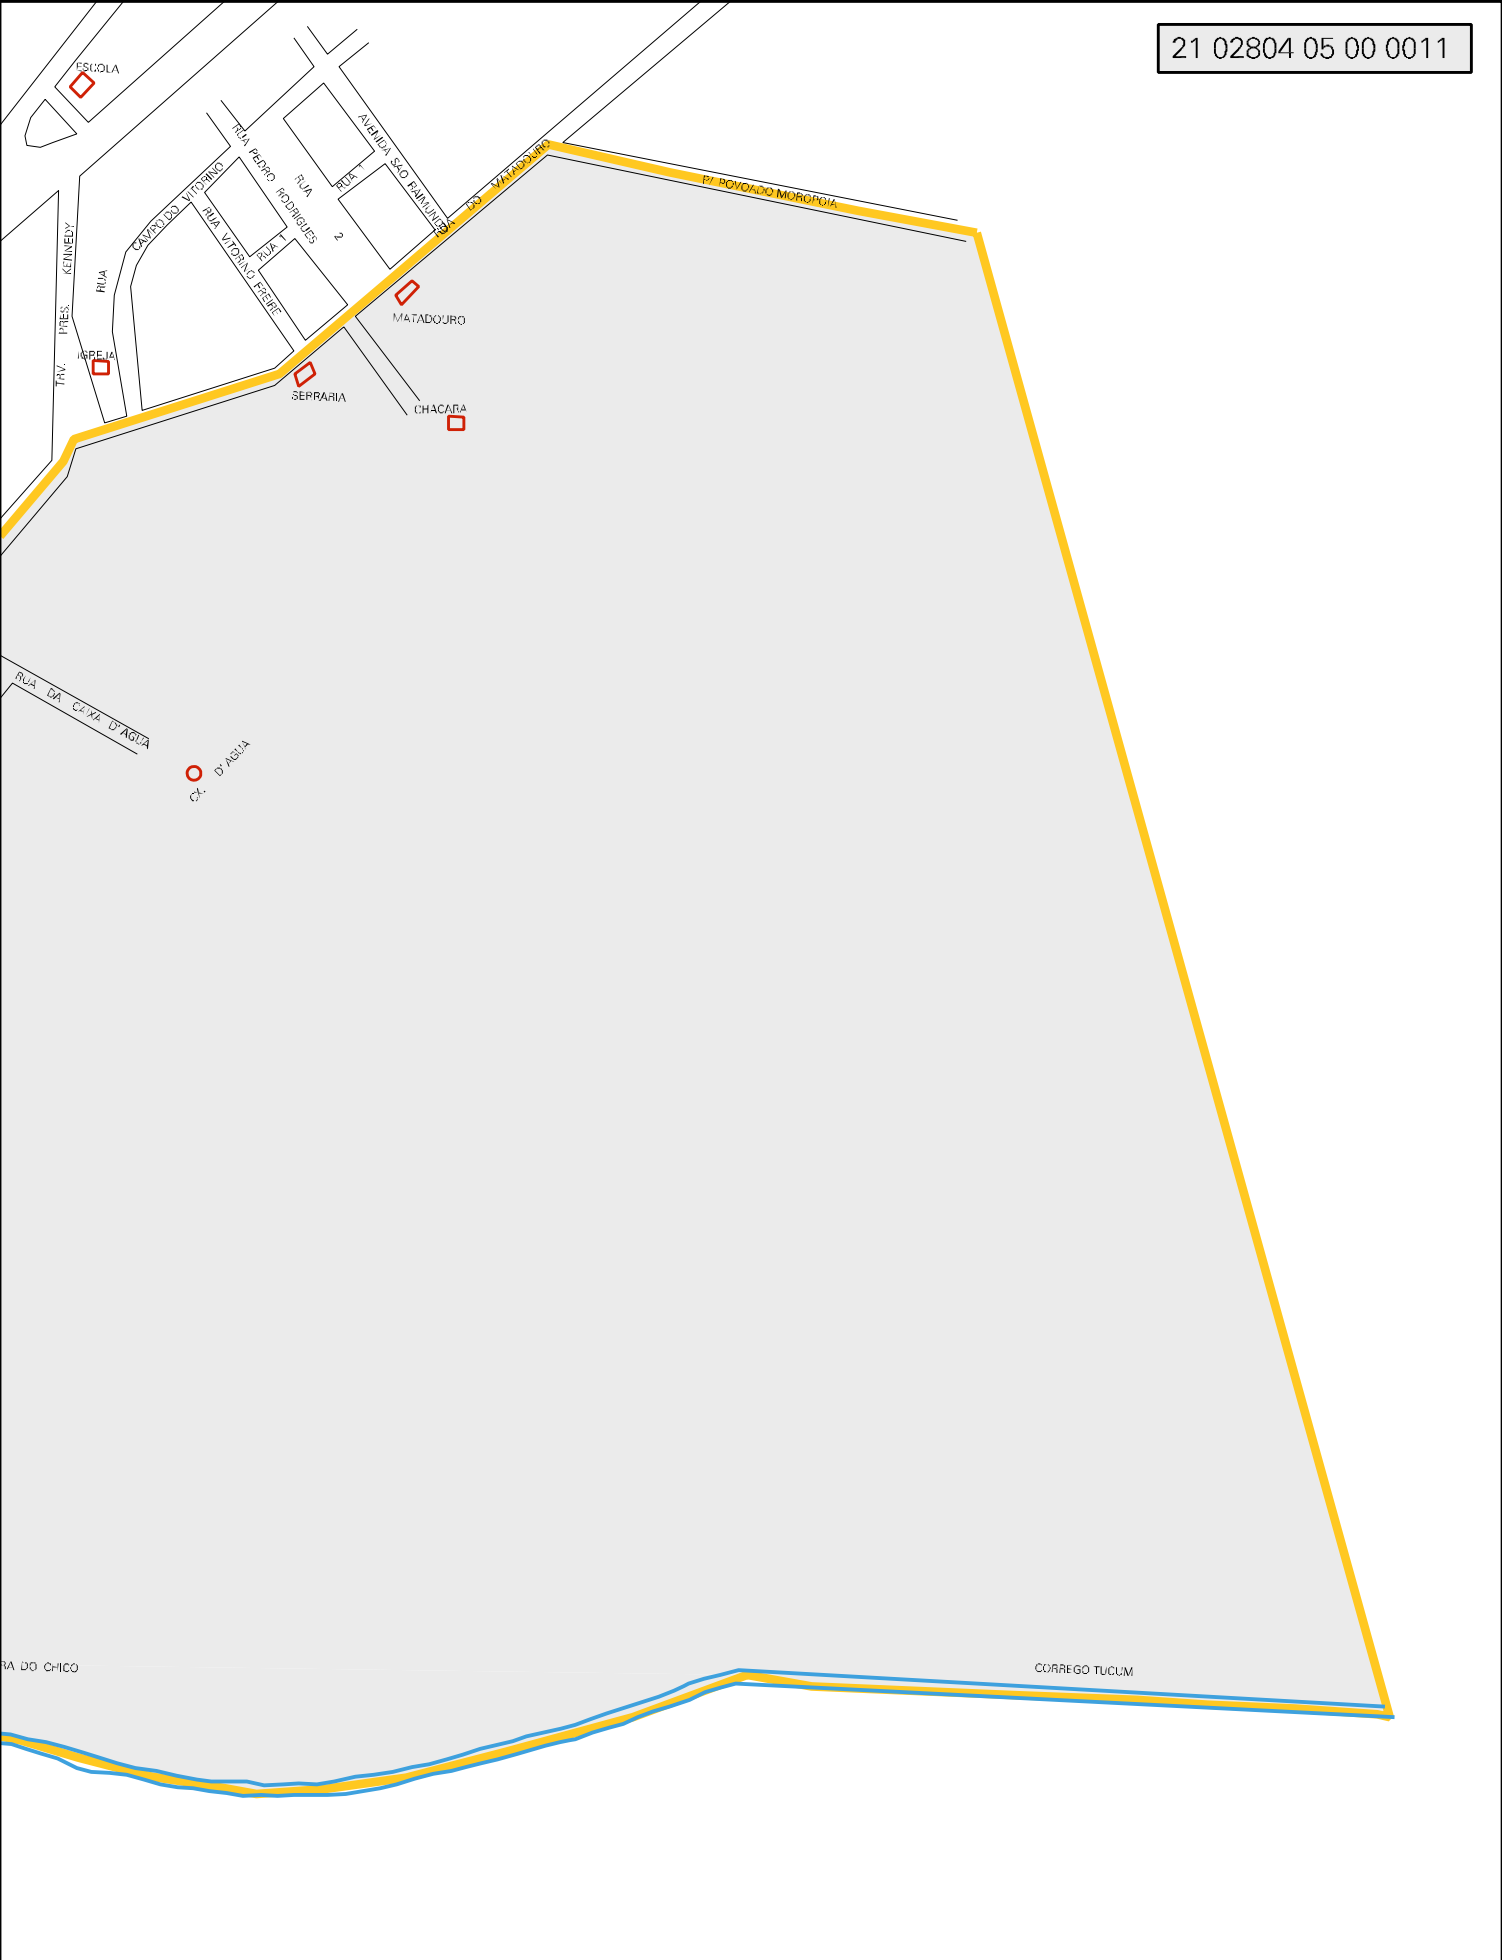 21 02804 05 00 0011
ESCOLA
AVENIDA SAO RAIMUNDO
RUA PEDRO RODRIGUES
RUA 1
RUA 2
CAMPO DO VITORINO
RUA
RUA VITORINO FREIRE
RUA 1
RUA DO MATADOURO
P/ POVOADO MOROPOIA
TRV. PRES. KENNEDY
IGREJA
MATADOURO
SERRARIA
CHACARA
RUA DA CAIXA D'AGUA
CX. D'AGUA
RA DO CHICO
CORREGO TUCUM